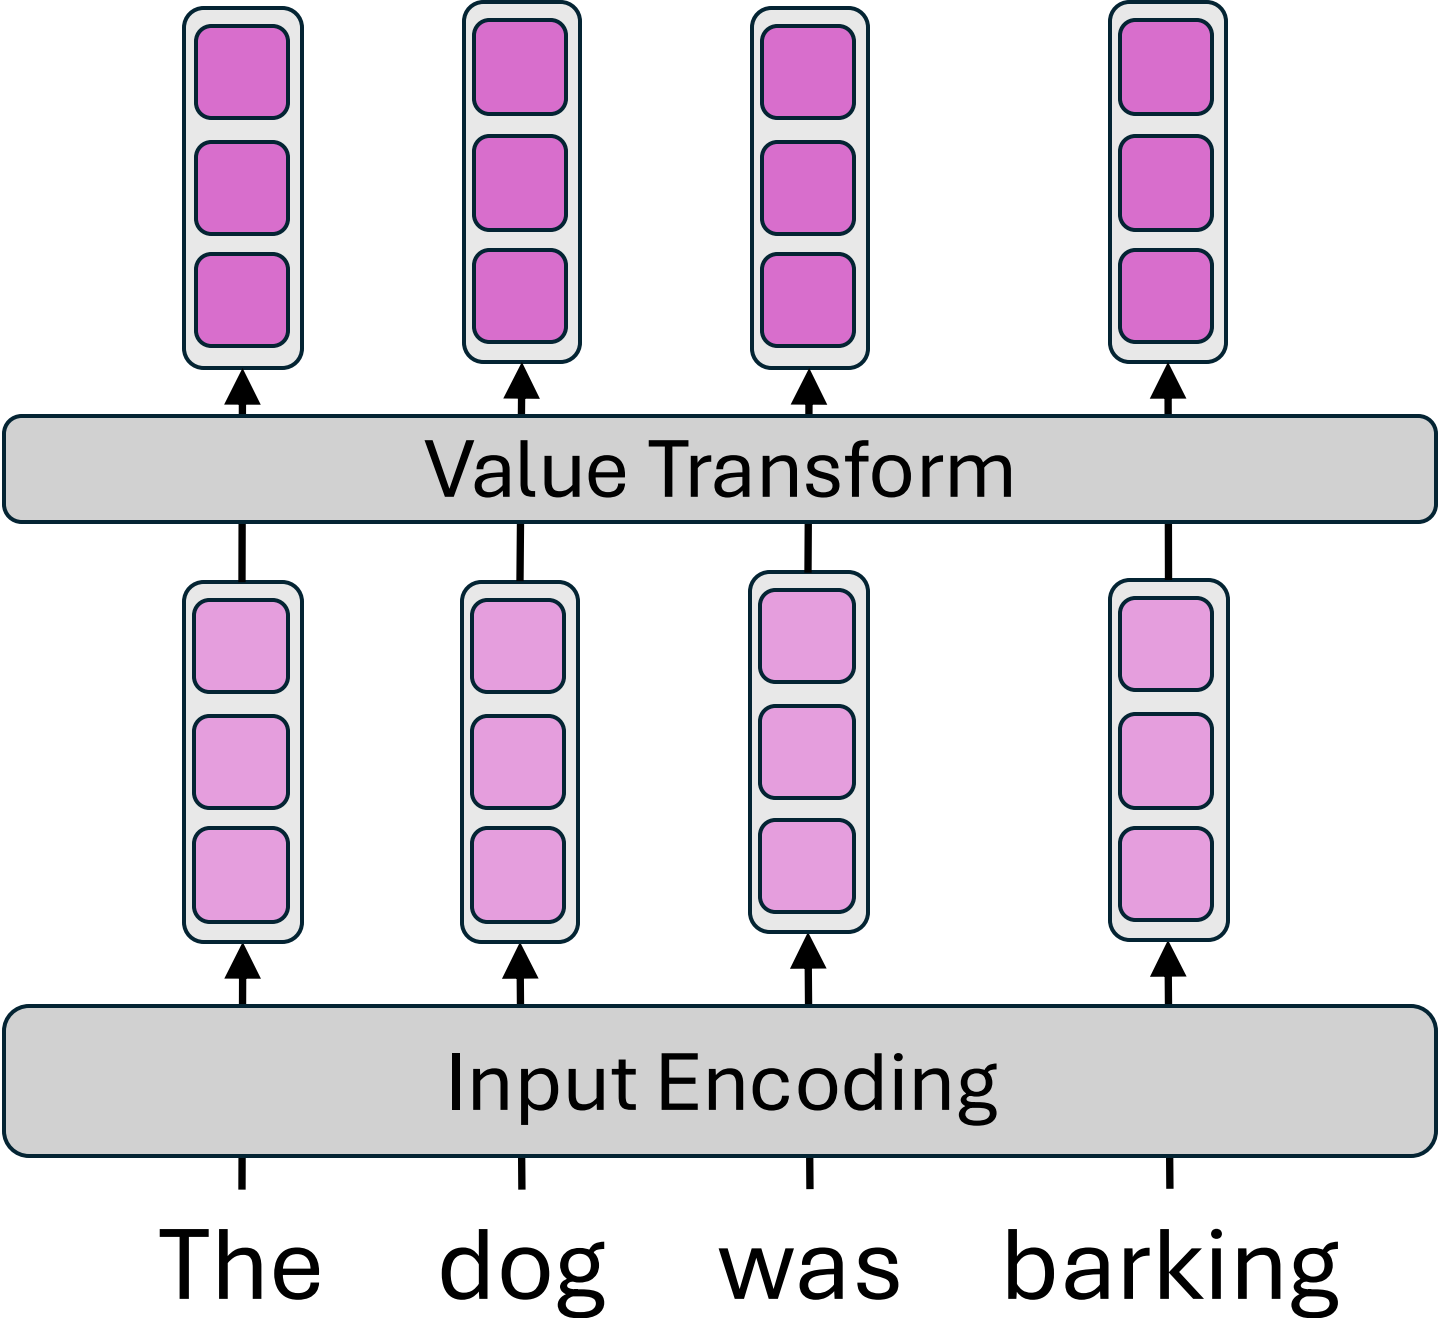 Value Transform
Input Encoding
The dog was barking